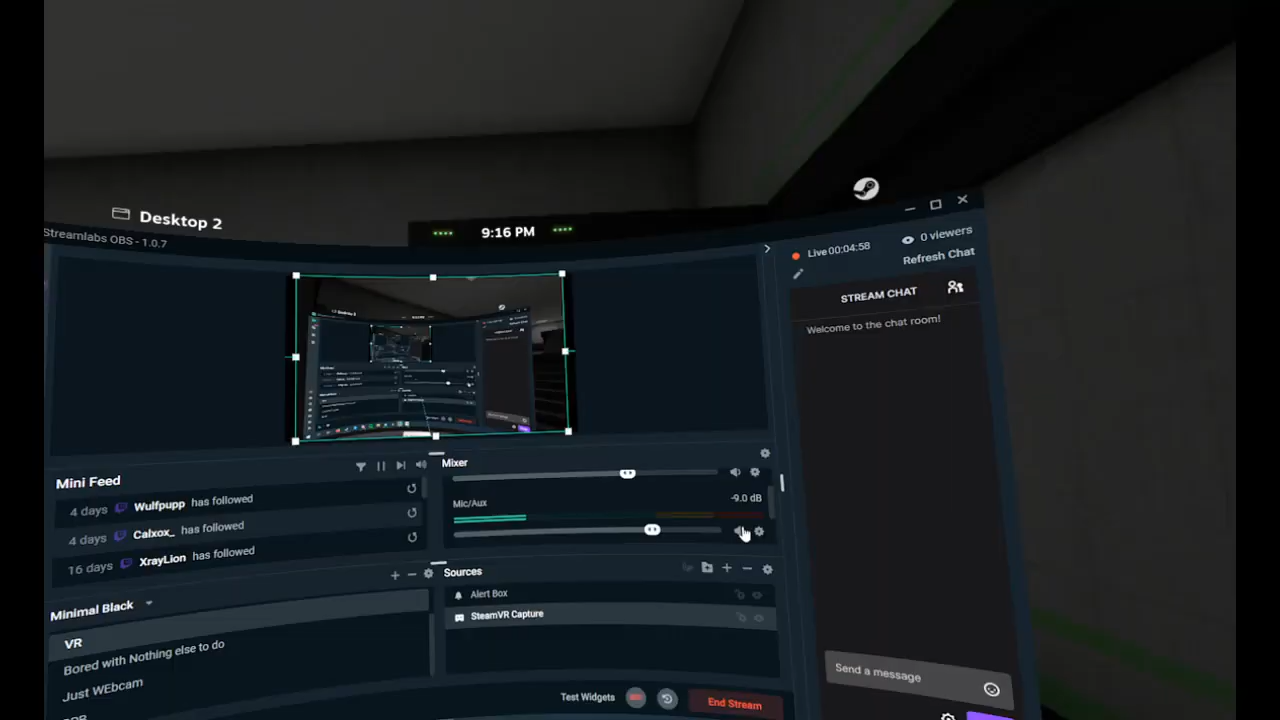 Desktop 2
9:16 PM
Streamlabs OBS - 1.0.7
Live 00:04:58
0 viewers
Refresh Chat
STREAM CHAT
Welcome to the chat room!
Mini Feed
4 days Wulfpupp has followed
4 days Calxox_ has followed
16 days XrayLion has followed
Mixer
Mic/Aux
-9.0 dB
Sources
Alert Box
SteamVR Capture
Minimal Black
VR
Bored with Nothing else to do
Just WEbcam
Send a message
Test Widgets
End Stream